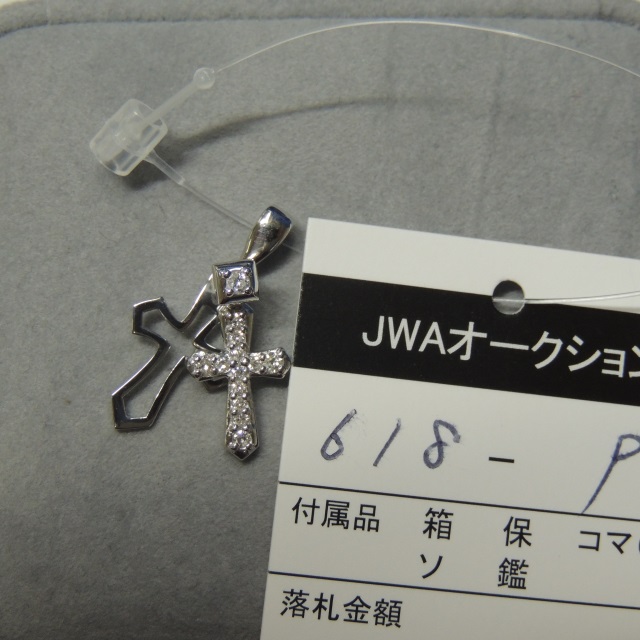 JWAオークション
618-P
付属品 箱 保 コマ
ソ 鑑
落札金額